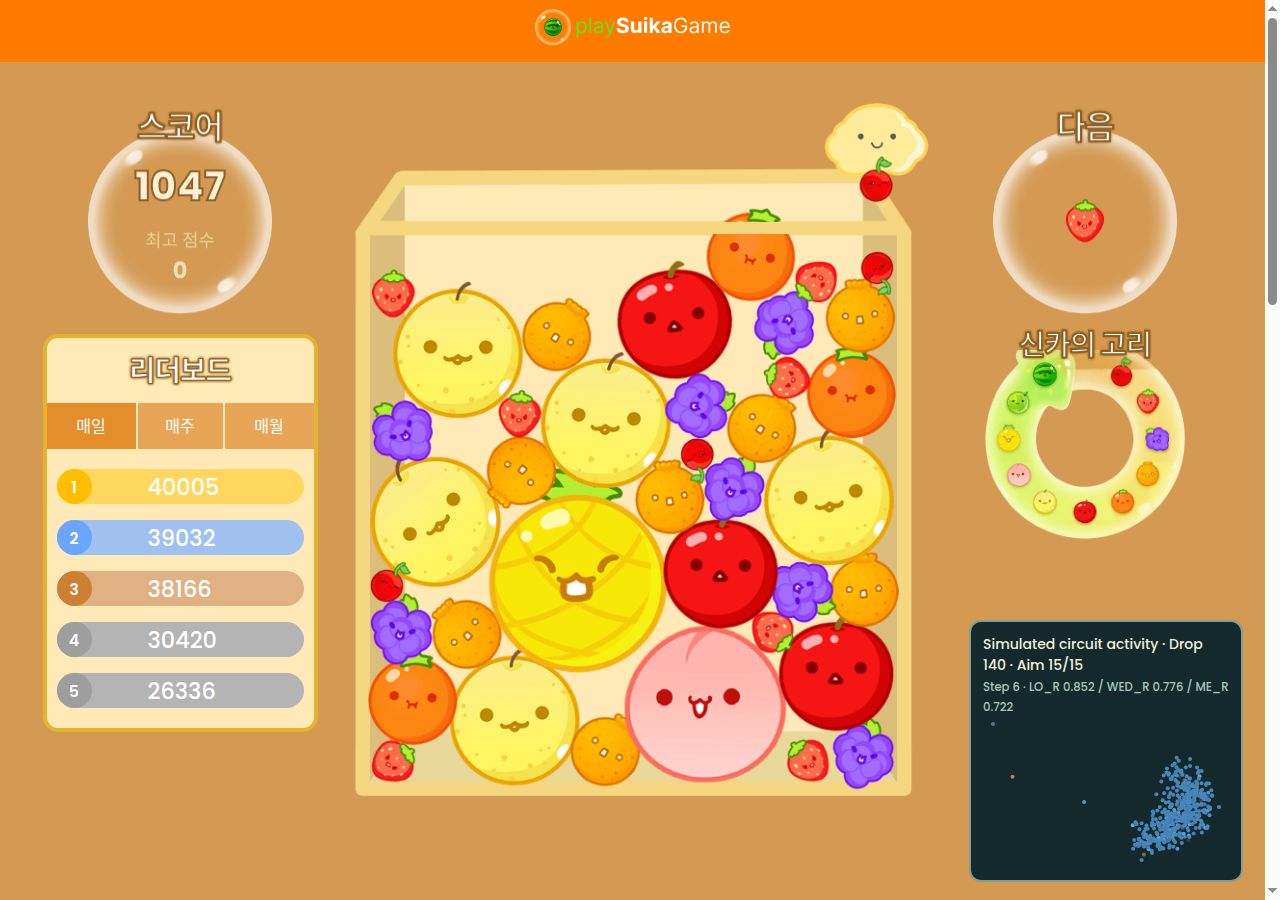 playSuikaGame
스코어
1047
최고 점수
0
다음
신카의 고리
리더보드
매일 매주 매월
1 40005
2 39032
3 38166
4 30420
5 26336
Simulated circuit activity · Drop
140 · Aim 15/15
Step 6 · LO_R 0.852 / WED_R 0.776 / ME_R
0.722